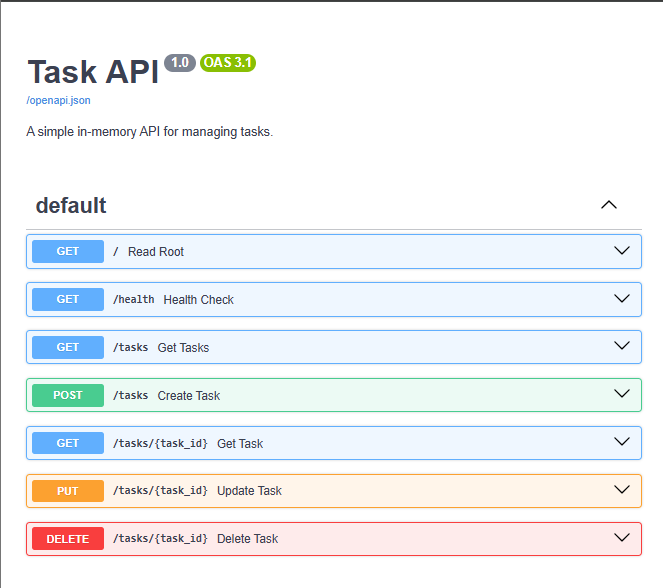 Task API 1.0 OAS 3.1
/openapi.json
A simple in-memory API for managing tasks.
default
GET / Read Root
GET /health Health Check
GET /tasks Get Tasks
POST /tasks Create Task
GET /tasks/{task_id} Get Task
PUT /tasks/{task_id} Update Task
DELETE /tasks/{task_id} Delete Task